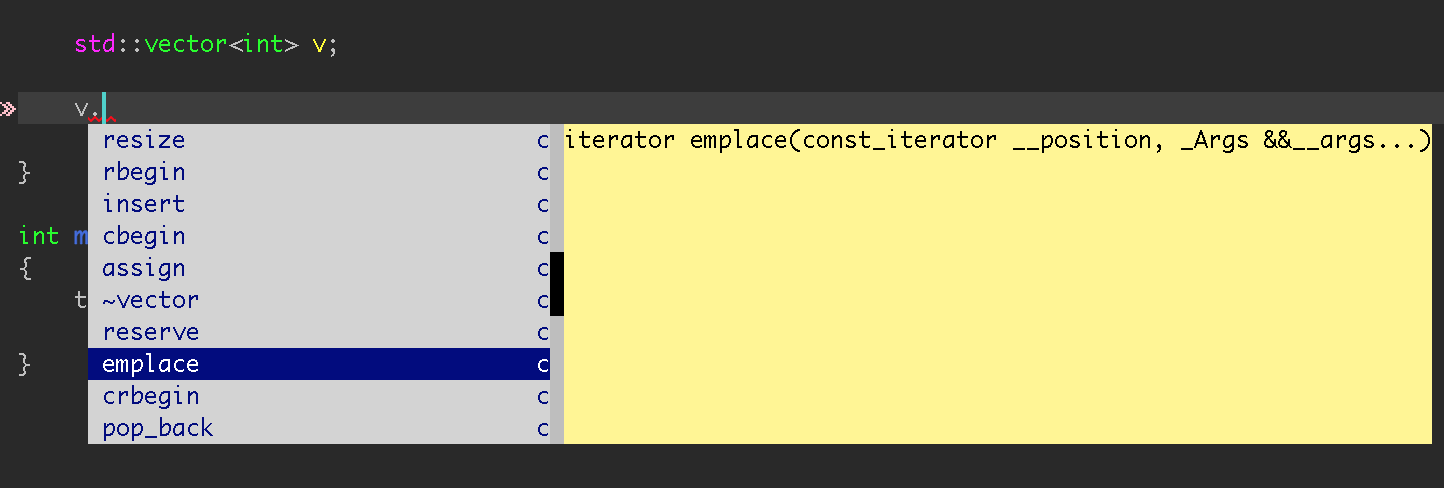 std::vector<int> v;
v.
resize c iterator emplace(const_iterator __position, _Args &&__args...)
} rbegin c
insert c
int m cbegin c
{ assign c
t ~vector c
reserve c
} emplace c
crbegin c
pop_back c